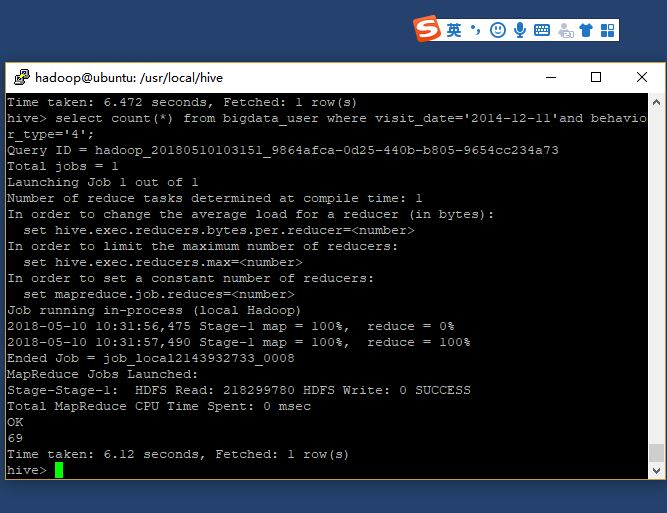 英
hadoop@ubuntu: /usr/local/hive
Time taken: 6.472 seconds, Fetched: 1 row(s)
hive> select count(*) from bigdata_user where visit_date='2014-12-11'and behavio
r_type='4';
Query ID = hadoop_20180510103151_9864afca-0d25-440b-b805-9654cc234a73
Total jobs = 1
Launching Job 1 out of 1
Number of reduce tasks determined at compile time: 1
In order to change the average load for a reducer (in bytes):
  set hive.exec.reducers.bytes.per.reducer=<number>
In order to limit the maximum number of reducers:
  set hive.exec.reducers.max=<number>
In order to set a constant number of reducers:
  set mapreduce.job.reduces=<number>
Job running in-process (local Hadoop)
2018-05-10 10:31:56,475 Stage-1 map = 100%,  reduce = 0%
2018-05-10 10:31:57,490 Stage-1 map = 100%,  reduce = 100%
Ended Job = job_local2143932733_0008
MapReduce Jobs Launched:
Stage-Stage-1:  HDFS Read: 218299780 HDFS Write: 0 SUCCESS
Total MapReduce CPU Time Spent: 0 msec
OK
69
Time taken: 6.12 seconds, Fetched: 1 row(s)
hive>